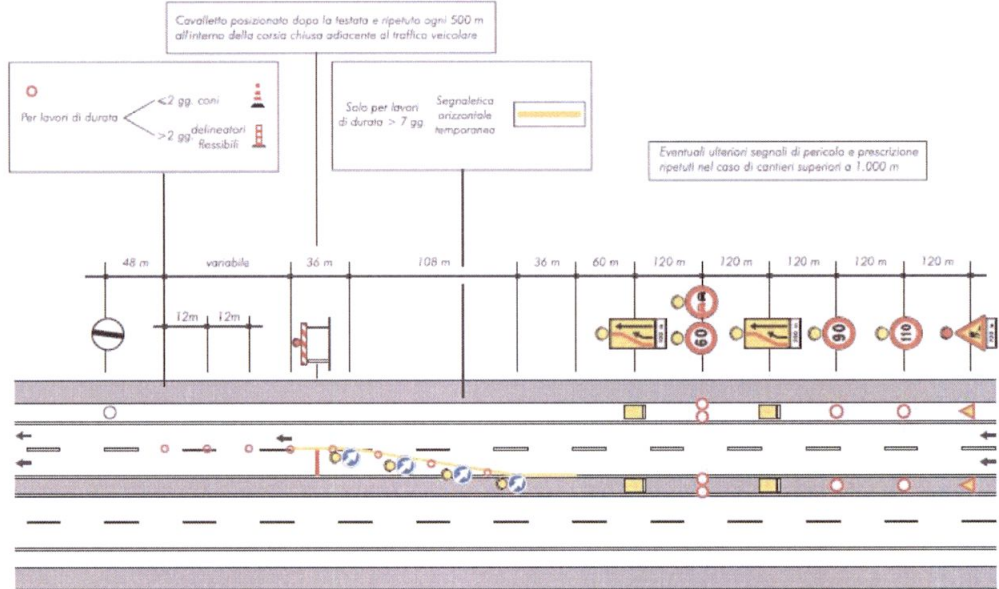 Cavalletto posizionato dopo la testata e ripetuto ogni 500 m
all'interno della corsia chiusa adiacente al traffico veicolare
Per lavori di durata
≤2 gg. coni
>2 gg. delineatori
flessibili
Solo per lavori
di durata > 7 gg.
Segnaletica
orizzontale
temporanea
Eventuali ulteriori segnali di pericolo e prescrizione
ripetuti nel caso di cantieri superiori a 1.000 m
48 m variabile 36 m 108 m 36 m 60 m 120 m 120 m 120 m 120 m 120 m
12m 12m
60
90
110